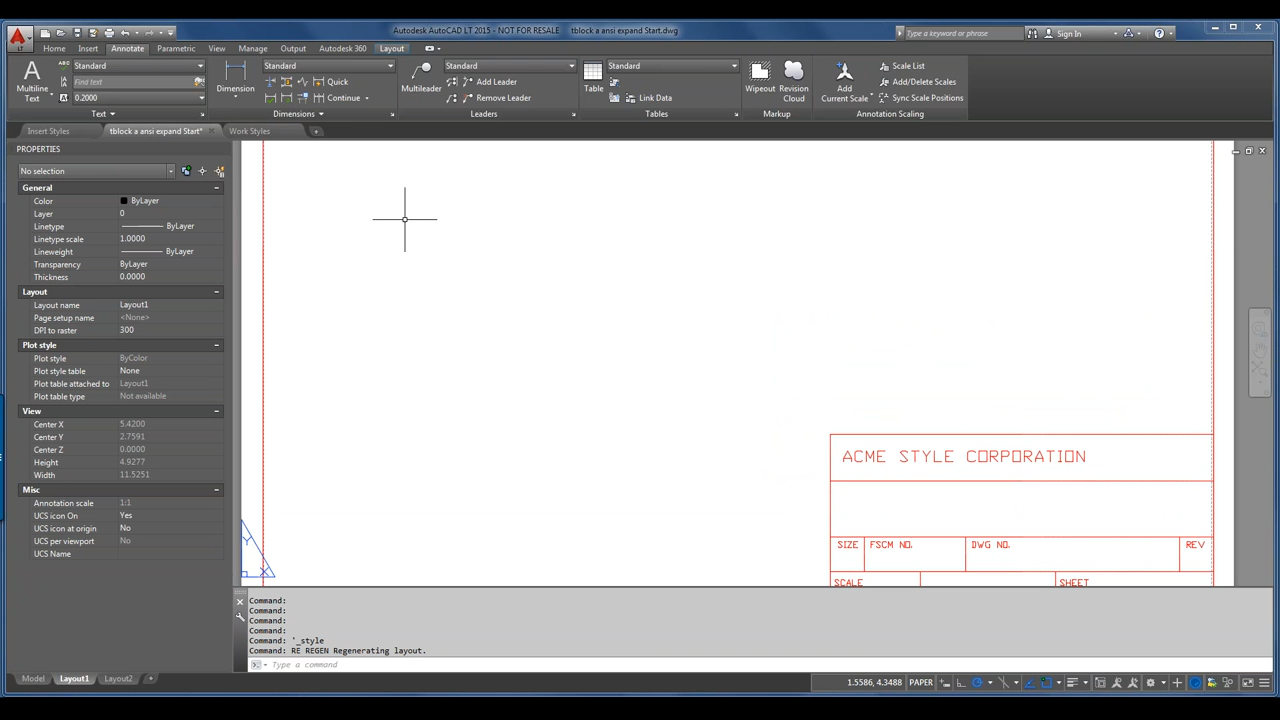 Autodesk AutoCAD LT 2015 - NOT FOR RESALE tblock a ansi expand Start.dwg
Type a keyword or phrase
Sign In
LT
Home Insert Annotate Parametric View Manage Output Autodesk 360 Layout
Multiline Text
Standard
Find text
0.2000
Text
Dimension
Standard
Quick
Continue
Dimensions
Multileader
Standard
Add Leader
Remove Leader
Leaders
Table
Standard
Link Data
Tables
Wipeout
Revision Cloud
Markup
Add Current Scale
Scale List
Add/Delete Scales
Sync Scale Positions
Annotation Scaling
Insert Styles tblock a ansi expand Start* Work Styles
PROPERTIES
No selection
General
Color ByLayer
Layer 0
Linetype ByLayer
Linetype scale 1.0000
Lineweight ByLayer
Transparency ByLayer
Thickness 0.0000
Layout
Layout name Layout1
Page setup name <None>
DPI to raster 300
Plot style
Plot style ByColor
Plot style table None
Plot table attached to Layout1
Plot table type Not available
View
Center X 5.4200
Center Y 2.7591
Center Z 0.0000
Height 4.9277
Width 11.5251
Misc
Annotation scale 1:1
UCS icon On Yes
UCS icon at origin No
UCS per viewport No
UCS Name
Y
X
ACME STYLE CORPORATION
SIZE FSCM NO. DWG NO. REV
SCALE SHEET
Command:
Command:
Command:
Command:
Command: '_style
Command: RE REGEN Regenerating layout.
Type a command
Model Layout1 Layout2
1.5586, 4.3488 PAPER